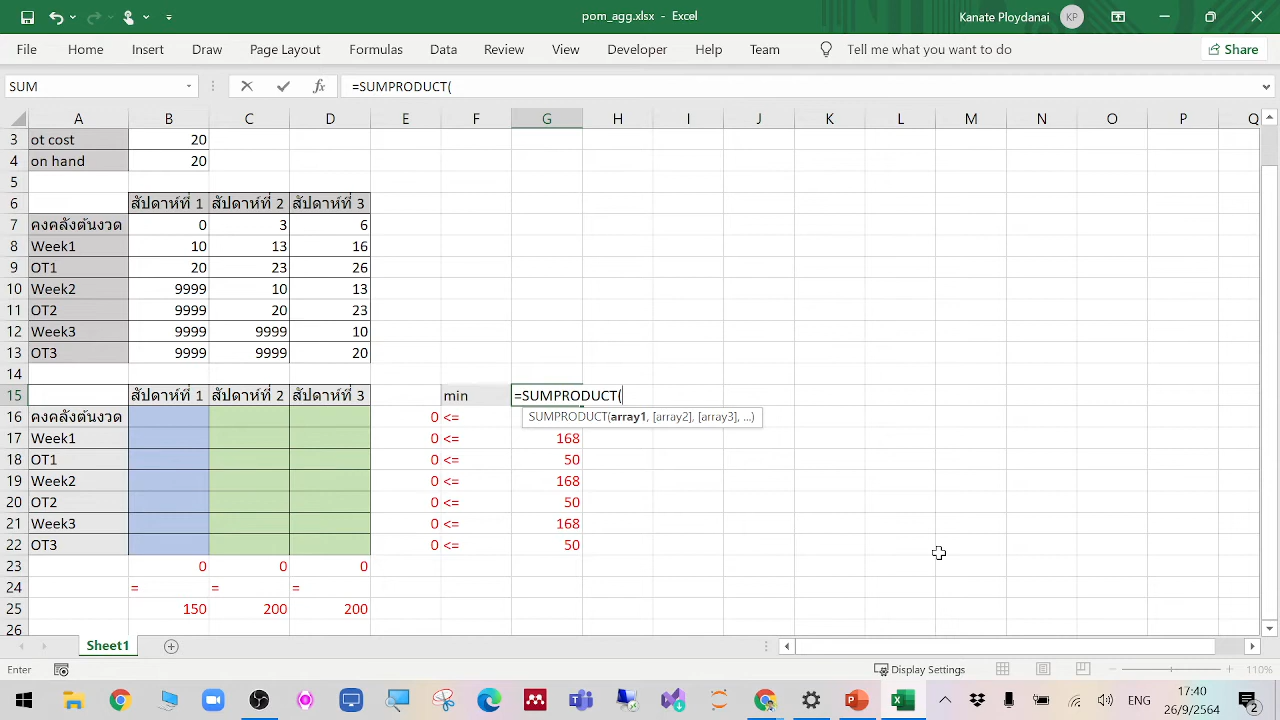 pom_agg.xlsx - Excel
Kanate Ploydanai KP
File Home Insert Draw Page Layout Formulas Data Review View Developer Help Team Tell me what you want to do Share
SUM =SUMPRODUCT(
A B C D E F G H I J K L M N O P Q
3 ot cost 20
4 on hand 20
5
6 สัปดาห์ที่ 1 สัปดาห์ที่ 2 สัปดาห์ที่ 3
7 คงคลังต้นงวด 0 3 6
8 Week1 10 13 16
9 OT1 20 23 26
10 Week2 9999 10 13
11 OT2 9999 20 23
12 Week3 9999 9999 10
13 OT3 9999 9999 20
14
15 สัปดาห์ที่ 1 สัปดาห์ที่ 2 สัปดาห์ที่ 3 min =SUMPRODUCT(
16 คงคลังต้นงวด 0 <= SUMPRODUCT(array1, [array2], [array3], ...)
17 Week1 0 <= 168
18 OT1 0 <= 50
19 Week2 0 <= 168
20 OT2 0 <= 50
21 Week3 0 <= 168
22 OT3 0 <= 50
23 0 0 0
24 = = =
25 150 200 200
26
Sheet1
Enter Display Settings 110%
ENG 17:40
26/9/2564 2